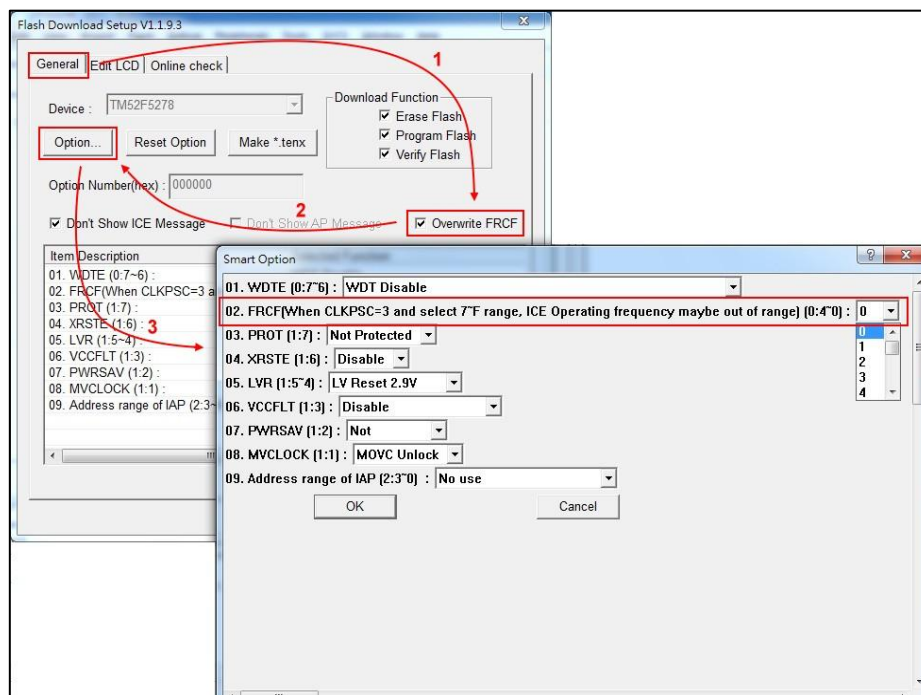 Flash Download Setup V1.1.9.3
General Edit LCD Online check
1
Device : TM52F5278
Download Function
Erase Flash
Program Flash
Verify Flash
Option... Reset Option Make *.tenx
Option Number(hex) : 000000
2
Don't Show ICE Message Don't Show AP Message Overwrite FRCF
Item Description
01. WDTE (0:7~6) :
02. FRCF(When CLKPSC=3 a
03. PROT (1:7) :
04. XRSTE (1:6) :
05. LVR (1:5~4) :
06. VCCFLT (1:3) :
07. PWRSAV (1:2) :
08. MVCLOCK (1:1) :
09. Address range of IAP (2:3~
3
Smart Option
01. WDTE (0:7~6) : WDT Disable
02. FRCF(When CLKPSC=3 and select 7~F range, ICE Operating frequency maybe out of range) (0:4~0) : 0
0
1
2
3
4
03. PROT (1:7) : Not Protected
04. XRSTE (1:6) : Disable
05. LVR (1:5~4) : LV Reset 2.9V
06. VCCFLT (1:3) : Disable
07. PWRSAV (1:2) : Not
08. MVCLOCK (1:1) : MOVC Unlock
09. Address range of IAP (2:3~0) : No use
OK Cancel